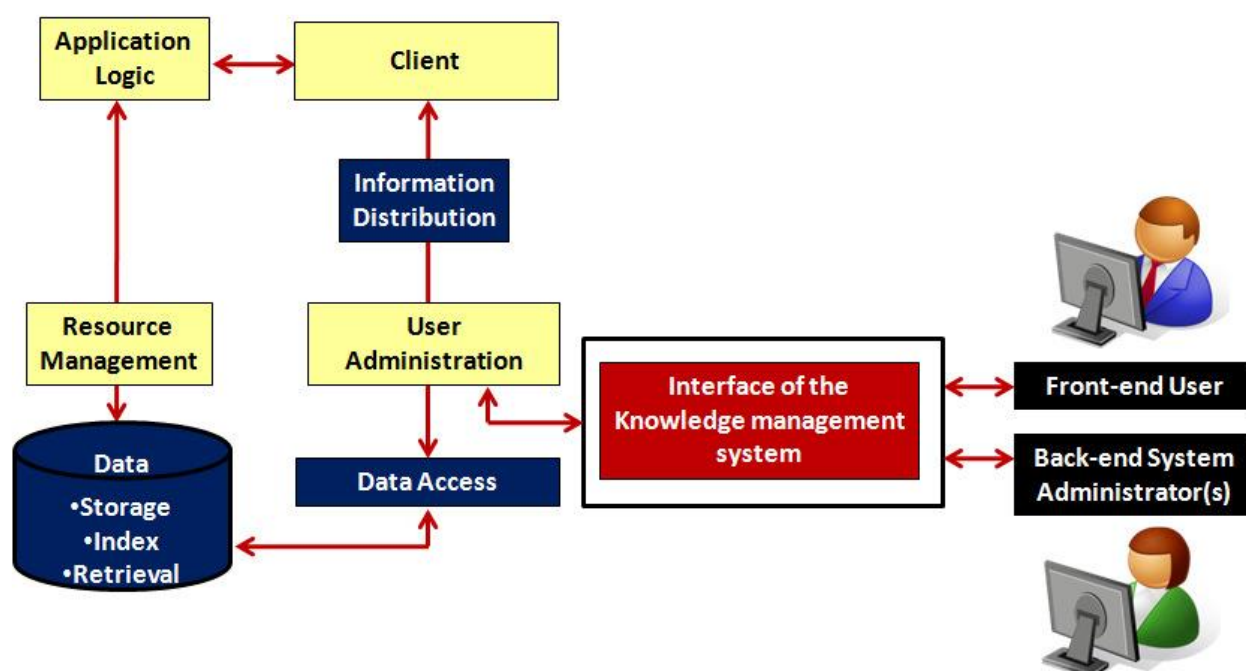 Application
Logic
Client
Information
Distribution
Resource
Management
User
Administration
Interface of the
Knowledge management
system
Front-end User
Back-end System
Administrator(s)
Data
•Storage
•Index
•Retrieval
Data Access